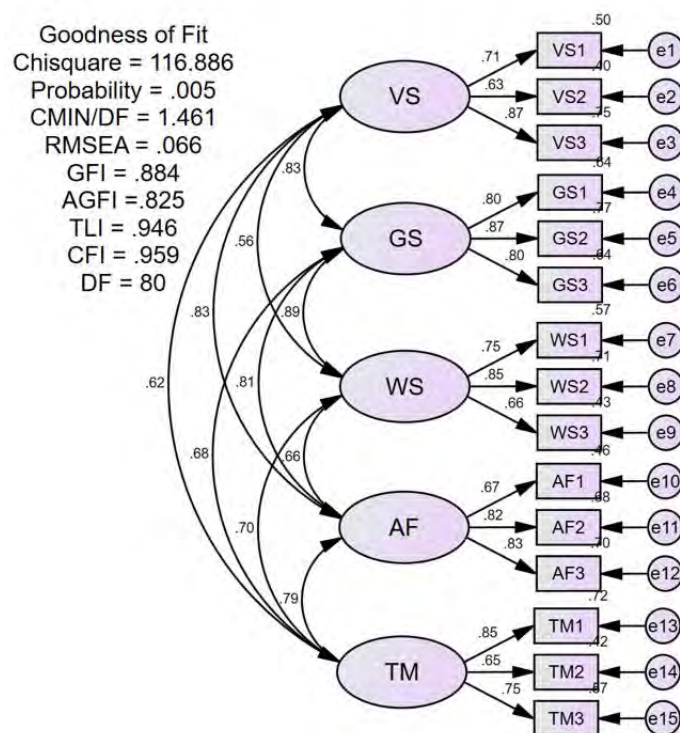 Goodness of Fit
Chisquare = 116.886
Probability = .005
CMIN/DF = 1.461
RMSEA = .066
GFI = .884
AGFI =.825
TLI = .946
CFI = .959
DF = 80
.50
.71 VS1 e1
.40
VS .63 VS2 e2
.75
.87 VS3 e3
.64
.83
.80 GS1 e4
.77
GS .87 GS2 e5
.64
.80 GS3 e6
.56
.57
.83 .89
.75 WS1 e7
.71
.62 .81 WS .85 WS2 e8
.43
.66 WS3 e9
.46
.68 .66
.67 AF1 e10
.68
.70 AF .82 AF2 e11
.70
.83 AF3 e12
.72
.79
.85 TM1 e13
.42
TM .65 TM2 e14
.57
.75 TM3 e15